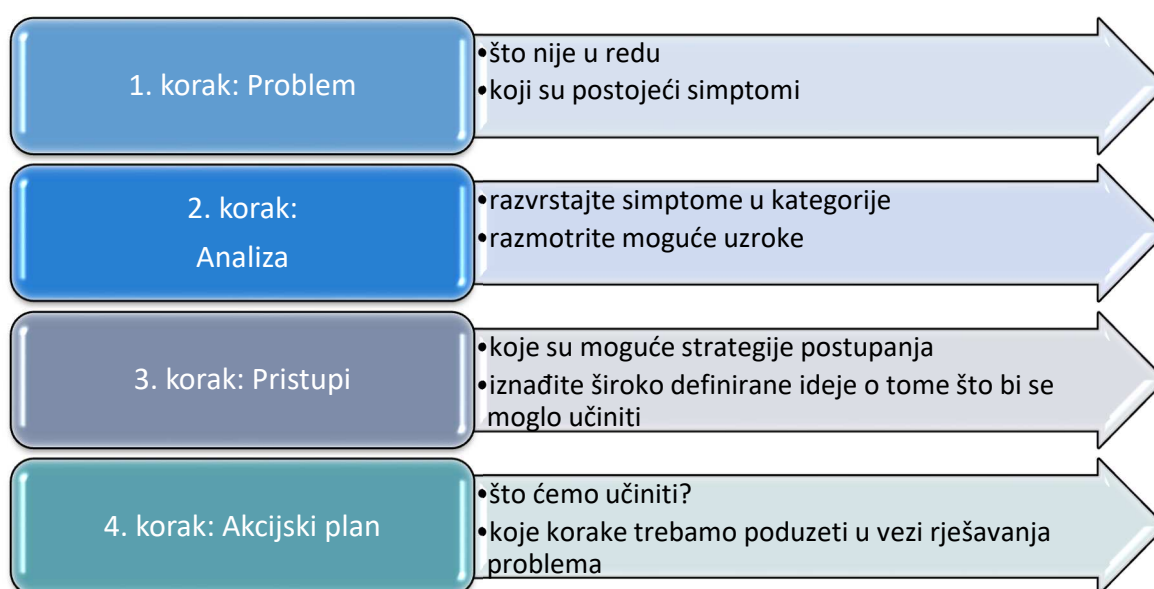 1. korak: Problem
•što nije u redu
•koji su postojeći simptomi
2. korak:
Analiza
•razvrstajte simptome u kategorije
•razmotrite moguće uzroke
3. korak: Pristupi
•koje su moguće strategije postupanja
•iznađite široko definirane ideje o tome što bi se
moglo učiniti
4. korak: Akcijski plan
•što ćemo učiniti?
•koje korake trebamo poduzeti u vezi rješavanja
problema